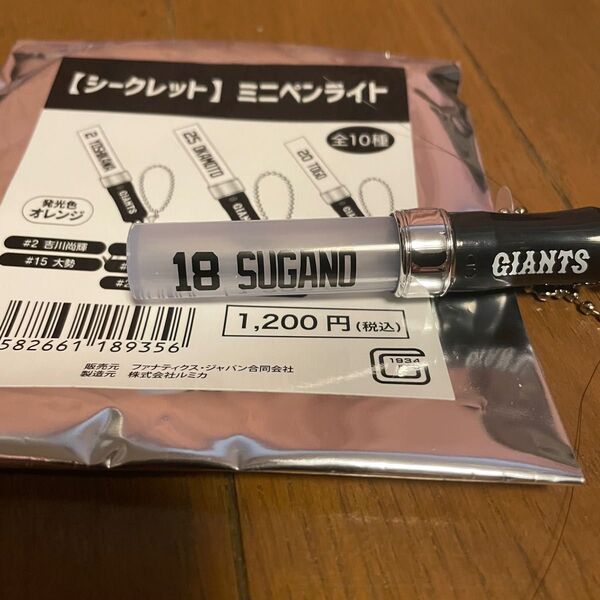 【シークレット】ミニペンライト
全10種
2 YOSHIKAWA
25 OKAMOTO
20 TOGO
GIANTS
GIANTS
発光色
オレンジ
#2 吉川尚輝
#15 大勢
18 SUGANO
GIANTS
1,200 円(税込)
582661 189356
1934
販売元 ファナティクス・ジャパン合同会社
製造元 株式会社ルミカ